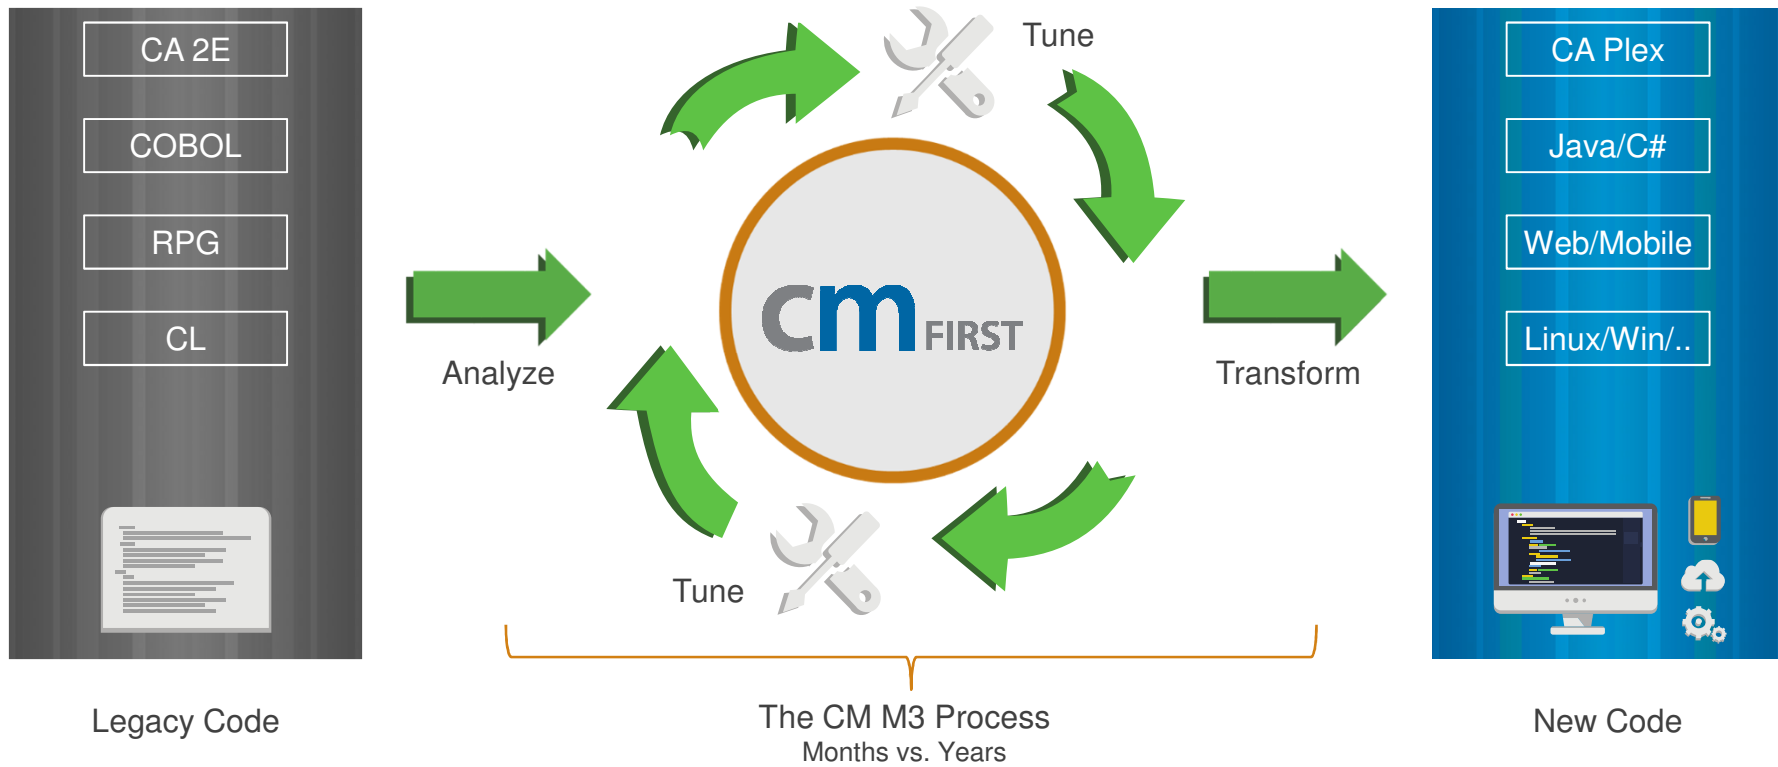 CA 2E
COBOL
RPG
CL
Legacy Code
Analyze
Tune
cm FIRST
Tune
Transform
The CM M3 Process
Months vs. Years
CA Plex
Java/C#
Web/Mobile
Linux/Win/..
New Code